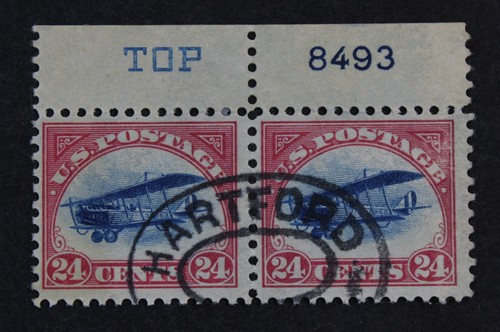 TOP 8493
U.S. POSTAGE U.S. POSTAGE
HARTFORD
24 CENTS 24 24 CENTS 24